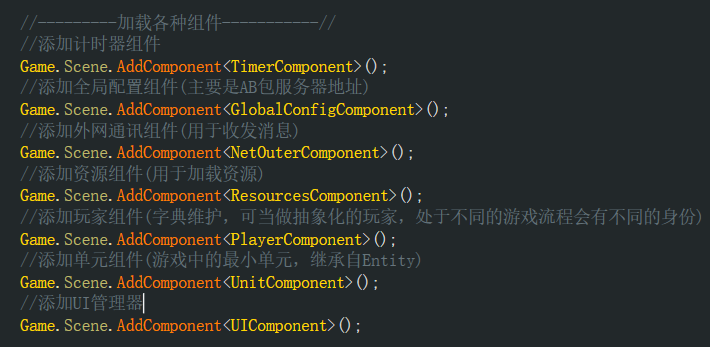 //---------加载各种组件-----------//
//添加计时器组件
Game.Scene.AddComponent<TimerComponent>();
//添加全局配置组件(主要是AB包服务器地址)
Game.Scene.AddComponent<GlobalConfigComponent>();
//添加外网通讯组件(用于收发消息)
Game.Scene.AddComponent<NetOuterComponent>();
//添加资源组件(用于加载资源)
Game.Scene.AddComponent<ResourcesComponent>();
//添加玩家组件(字典维护，可当做抽象化的玩家，处于不同的游戏流程会有不同的身份)
Game.Scene.AddComponent<PlayerComponent>();
//添加单元组件(游戏中的最小单元，继承自Entity)
Game.Scene.AddComponent<UnitComponent>();
//添加UI管理器
Game.Scene.AddComponent<UIComponent>();